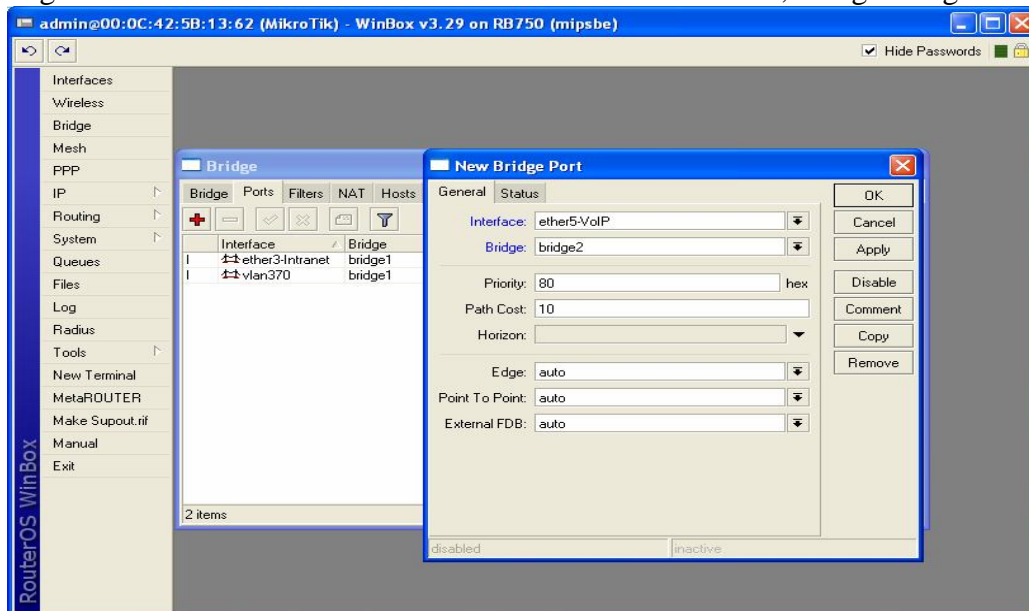 admin@00:0C:42:5B:13:62 (MikroTik) - WinBox v3.29 on RB750 (mipsbe)
Hide Passwords
Interfaces
Wireless
Bridge
Mesh
PPP
IP
Routing
System
Queues
Files
Log
Radius
Tools
New Terminal
MetaROUTER
Make Supout.rif
Manual
Exit
RouterOS WinBox
Bridge
Bridge Ports Filters NAT Hosts
Interface Bridge
I ether3-Intranet bridge1
I vlan370 bridge1
2 items
New Bridge Port
General Status
Interface: ether5-VoIP
Bridge: bridge2
Priority: 80 hex
Path Cost: 10
Horizon:
Edge: auto
Point To Point: auto
External FDB: auto
OK
Cancel
Apply
Disable
Comment
Copy
Remove
disabled inactive